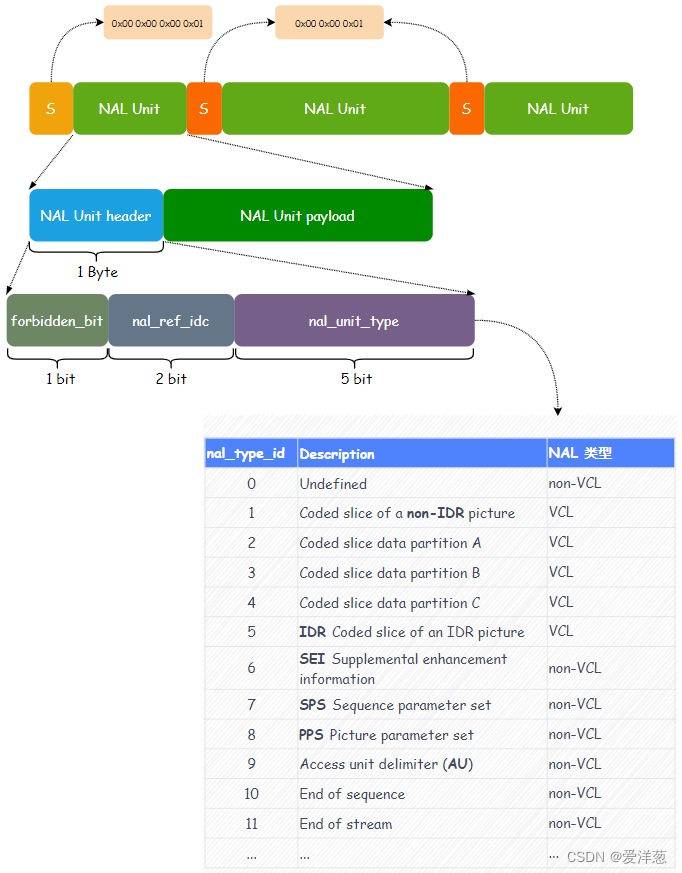 0x00 0x00 0x00 0x01
0x00 0x00 0x01
S
NAL Unit
S
NAL Unit
S
NAL Unit
NAL Unit header
NAL Unit payload
1 Byte
forbidden_bit
nal_ref_idc
nal_unit_type
1 bit
2 bit
5 bit
nal_type_id Description NAL 类型
0 Undefined non-VCL
1 Coded slice of a non-IDR picture VCL
2 Coded slice data partition A VCL
3 Coded slice data partition B VCL
4 Coded slice data partition C VCL
5 IDR Coded slice of an IDR picture VCL
6 SEI Supplemental enhancement
information non-VCL
7 SPS Sequence parameter set non-VCL
8 PPS Picture parameter set non-VCL
9 Access unit delimiter (AU) non-VCL
10 End of sequence non-VCL
11 End of stream non-VCL
... ... ...
CSDN @爱洋葱